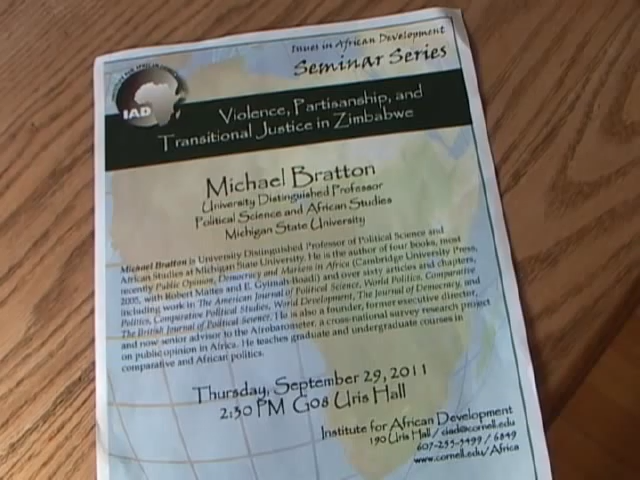 Issues in African Development
Seminar Series
IAD
Violence, Partisanship, and
Transitional Justice in Zimbabwe
Michael Bratton
University Distinguished Professor
Political Science and African Studies
Michigan State University
Michael Bratton is University Distinguished Professor of Political Science and
African Studies at Michigan State University. He is the author of four books, most
recently Public Opinion, Democracy and Markets in Africa (Cambridge University Press,
2005, with Robert Mattes and E. Gyimah-Boadi) and over sixty articles and chapters,
including work in The American Journal of Political Science, World Politics, Comparative
Politics, Comparative Political Studies, World Development, The Journal of Democracy, and
The British Journal of Political Science. He is also a founder, former executive director,
and now senior advisor to the Afrobarometer, a cross-national survey research project
on public opinion in Africa. He teaches graduate and undergraduate courses in
comparative and African politics.
Thursday, September 29, 2011
2:30 PM G08 Uris Hall
Institute for African Development
190 Uris Hall / ciad@cornell.edu
607-255-5499 / 6849
www.cornell.edu/Africa